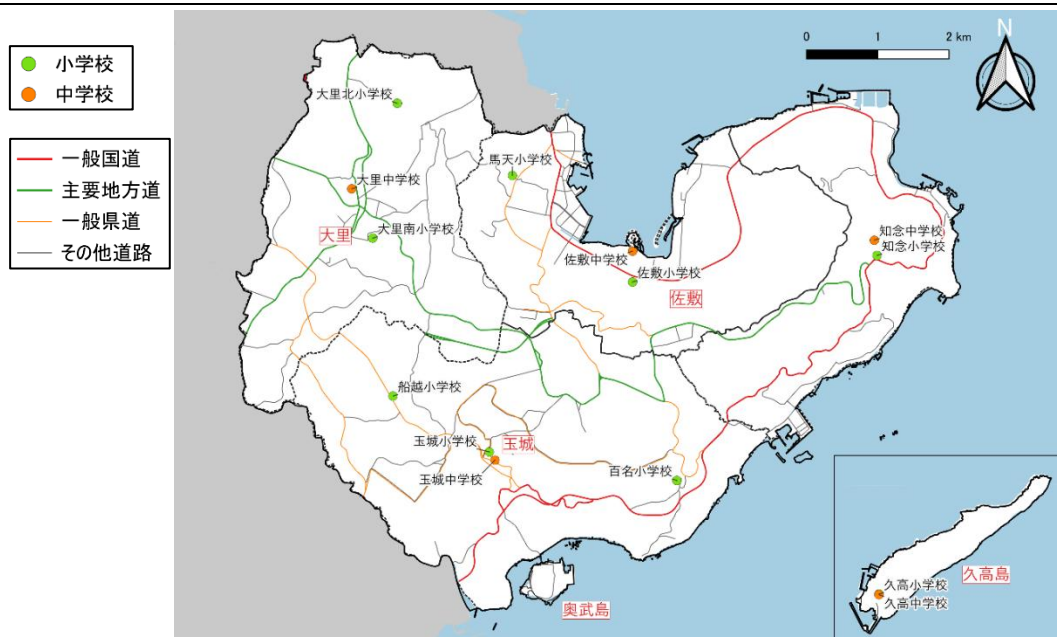 小学校
中学校
一般国道
主要地方道
一般県道
その他道路
0 1 2 km
N
大里北小学校
馬天小学校
大里中学校
大里南小学校
大里
知念中学校
知念小学校
佐敷中学校
佐敷小学校
佐敷
船越小学校
玉城小学校
玉城
玉城中学校
百名小学校
奥武島
久高島
久高小学校
久高中学校